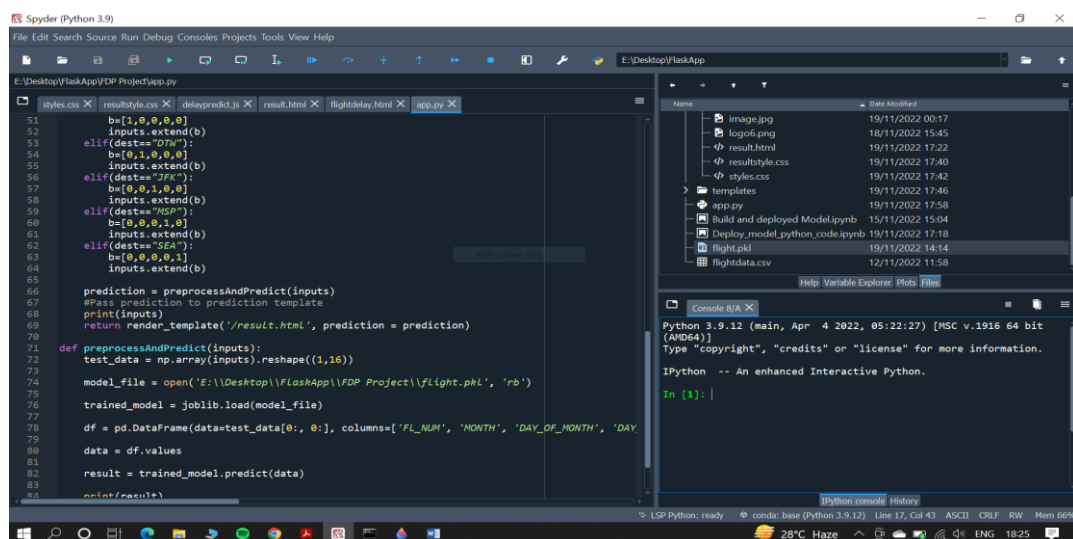 Spyder (Python 3.9)
File Edit Search Source Run Debug Consoles Projects Tools View Help
E:\Desktop\FlaskApp
E:\Desktop\FlaskApp\FDP Project\app.py
styles.css resultstyle.css delaypredict.js result.html flightdelay.html app.py
51 b=[1,0,0,0,0]
52 inputs.extend(b)
53 elif(dest=="DTW"):
54 b=[0,1,0,0,0]
55 inputs.extend(b)
56 elif(dest=="JFK"):
57 b=[0,0,1,0,0]
58 inputs.extend(b)
59 elif(dest=="MSP"):
60 b=[0,0,0,1,0]
61 inputs.extend(b)
62 elif(dest=="SEA"):
63 b=[0,0,0,0,1]
64 inputs.extend(b)
65
66 prediction = preprocessAndPredict(inputs)
67 #Pass prediction to prediction template
68 print(inputs)
69 return render_template('/result.html', prediction = prediction)
70
71 def preprocessAndPredict(inputs):
72 test_data = np.array(inputs).reshape((1,16))
73
74 model_file = open('E:\\Desktop\\FLaskApp\\FDP Project\\flight.pkl', 'rb')
75
76 trained_model = joblib.load(model_file)
77
78 df = pd.DataFrame(data=test_data[0:, 0:], columns=['FL_NUM', 'MONTH', 'DAY_OF_MONTH', 'DAY_
79
80 data = df.values
81
82 result = trained_model.predict(data)
83
84 print(result)
Name Date Modified
image.jpg 19/11/2022 00:17
logo6.png 18/11/2022 15:45
result.html 19/11/2022 17:22
resultstyle.css 19/11/2022 17:40
styles.css 19/11/2022 17:42
templates 19/11/2022 17:46
app.py 19/11/2022 17:58
Build and deployed Model.ipynb 15/11/2022 15:04
Deploy_model_python_code.ipynb 19/11/2022 17:18
flight.pkl 19/11/2022 14:14
flightdata.csv 12/11/2022 11:58
Help Variable Explorer Plots Files
Console 8/A
Python 3.9.12 (main, Apr 4 2022, 05:22:27) [MSC v.1916 64 bit
(AMD64)]
Type "copyright", "credits" or "license" for more information.
IPython -- An enhanced Interactive Python.
In [1]:
IPython console History
LSP Python: ready conda: base (Python 3.9.12) Line 17, Col 43 ASCII CRLF RW Mem 66%
28°C Haze ENG 18:25